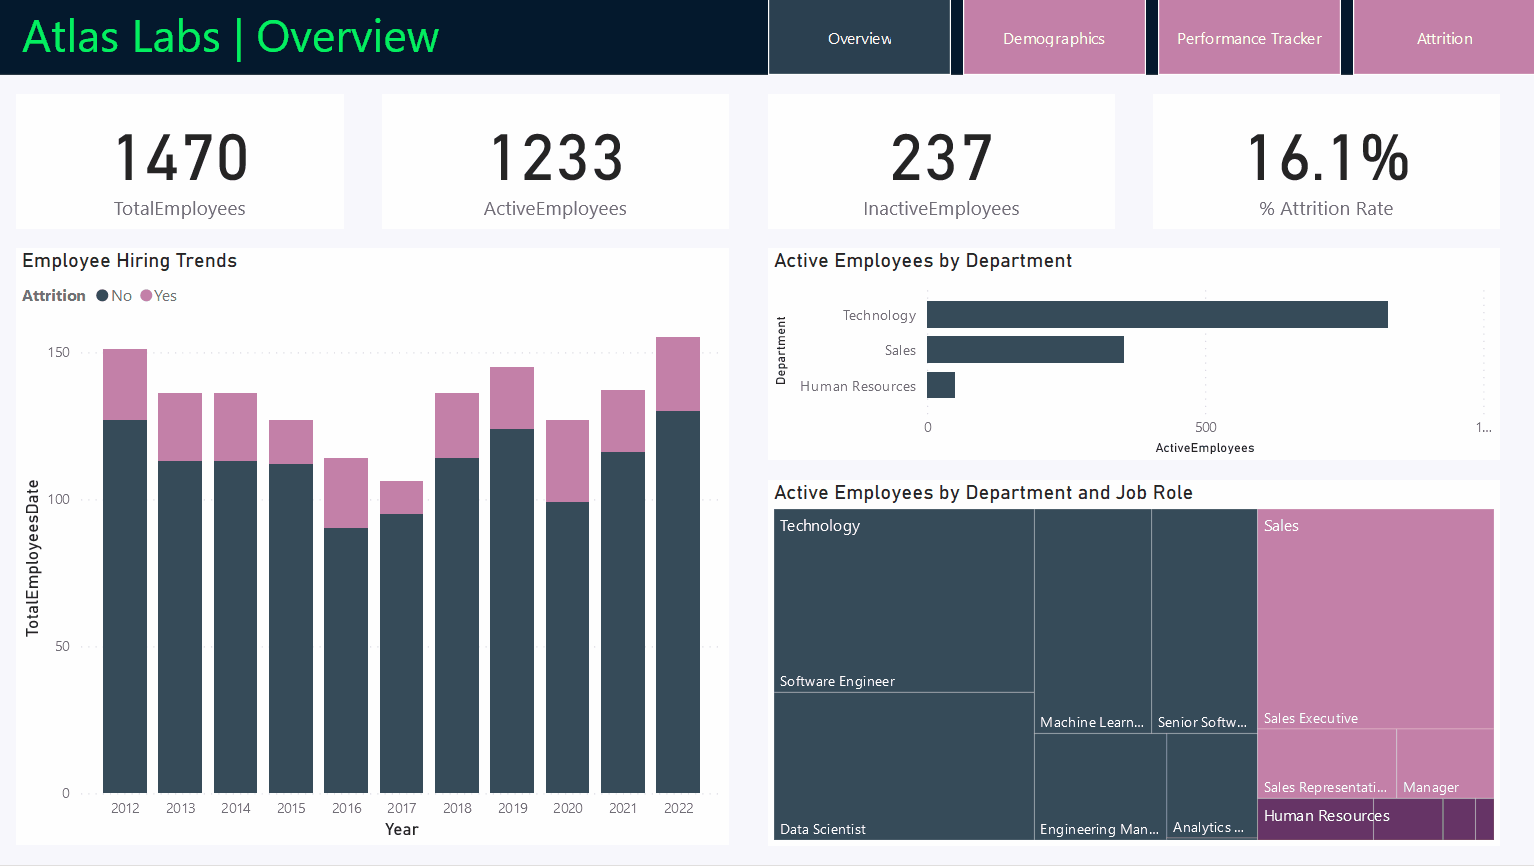 Atlas Labs | Overview
Overview
Demographics
Performance Tracker
Attrition
1470
TotalEmployees
1233
ActiveEmployees
237
InactiveEmployees
16.1%
% Attrition Rate
Employee Hiring Trends
Attrition No Yes
TotalEmployeesDate
150
100
50
0
2012 2013 2014 2015 2016 2017 2018 2019 2020 2021 2022
Year
Active Employees by Department
Department
Technology
Sales
Human Resources
0 500 1...
ActiveEmployees
Active Employees by Department and Job Role
Technology
Software Engineer
Data Scientist
Machine Learn...
Senior Softw...
Engineering Man...
Analytics ...
Sales
Sales Executive
Sales Representati...
Manager
Human Resources